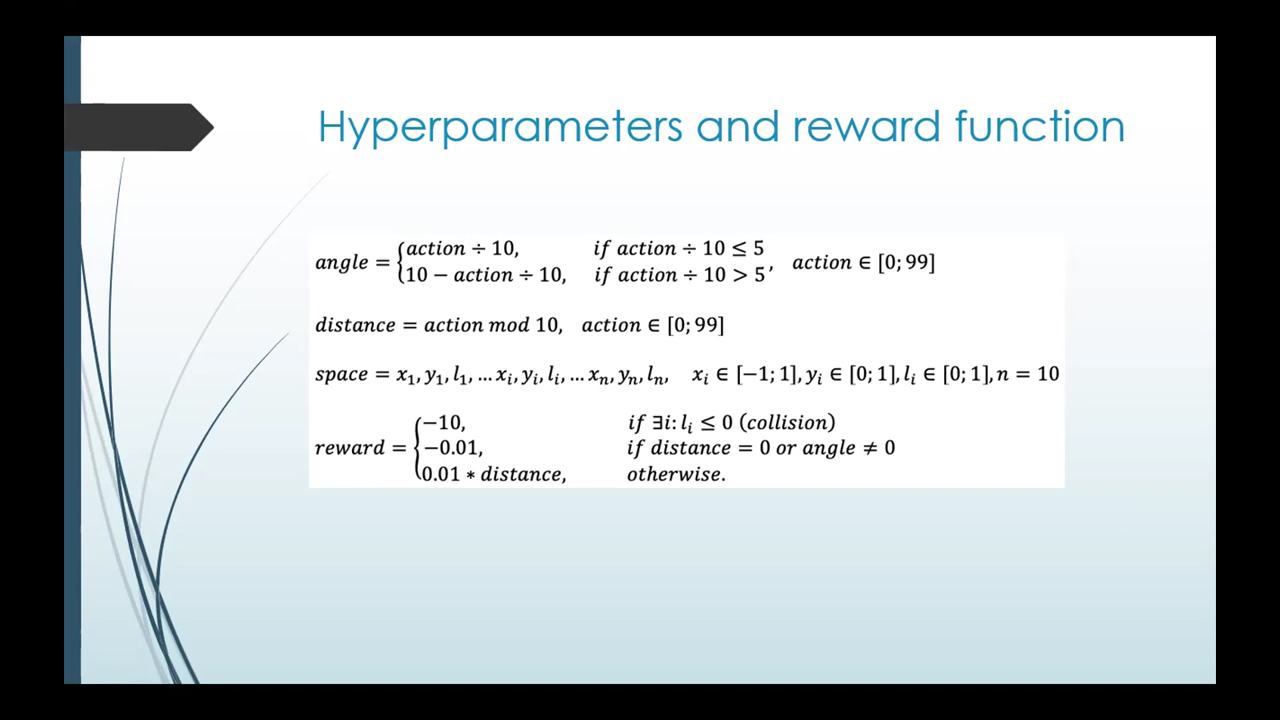 Hyperparameters and reward function
angle = { action ÷ 10, if action ÷ 10 ≤ 5
10 − action ÷ 10, if action ÷ 10 > 5 , action ∈ [0; 99]
distance = action mod 10, action ∈ [0; 99]
space = x₁, y₁, l₁, … xᵢ, yᵢ, lᵢ, … xₙ, yₙ, lₙ, xᵢ ∈ [−1; 1], yᵢ ∈ [0; 1], lᵢ ∈ [0; 1], n = 10
reward = { −10, if ∃i: lᵢ ≤ 0 (collision)
−0.01, if distance = 0 or angle ≠ 0
0.01 ∗ distance, otherwise.